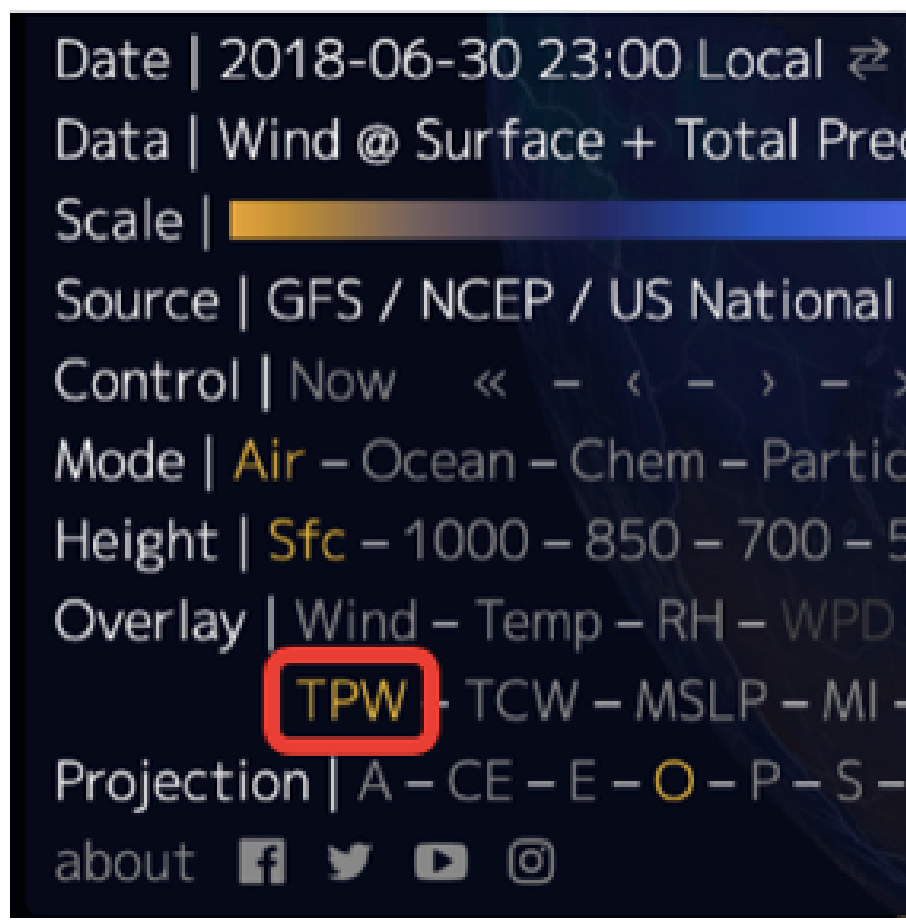 Date | 2018-06-30 23:00 Local ⇄
Data | Wind @ Surface + Total Prec
Scale |
Source | GFS / NCEP / US National
Control | Now « – ‹ – › –
Mode | Air – Ocean – Chem – Partic
Height | Sfc – 1000 – 850 – 700 – 5
Overlay | Wind – Temp – RH – WPD
TPW – TCW – MSLP – MI –
Projection | A – CE – E – O – P – S –
about